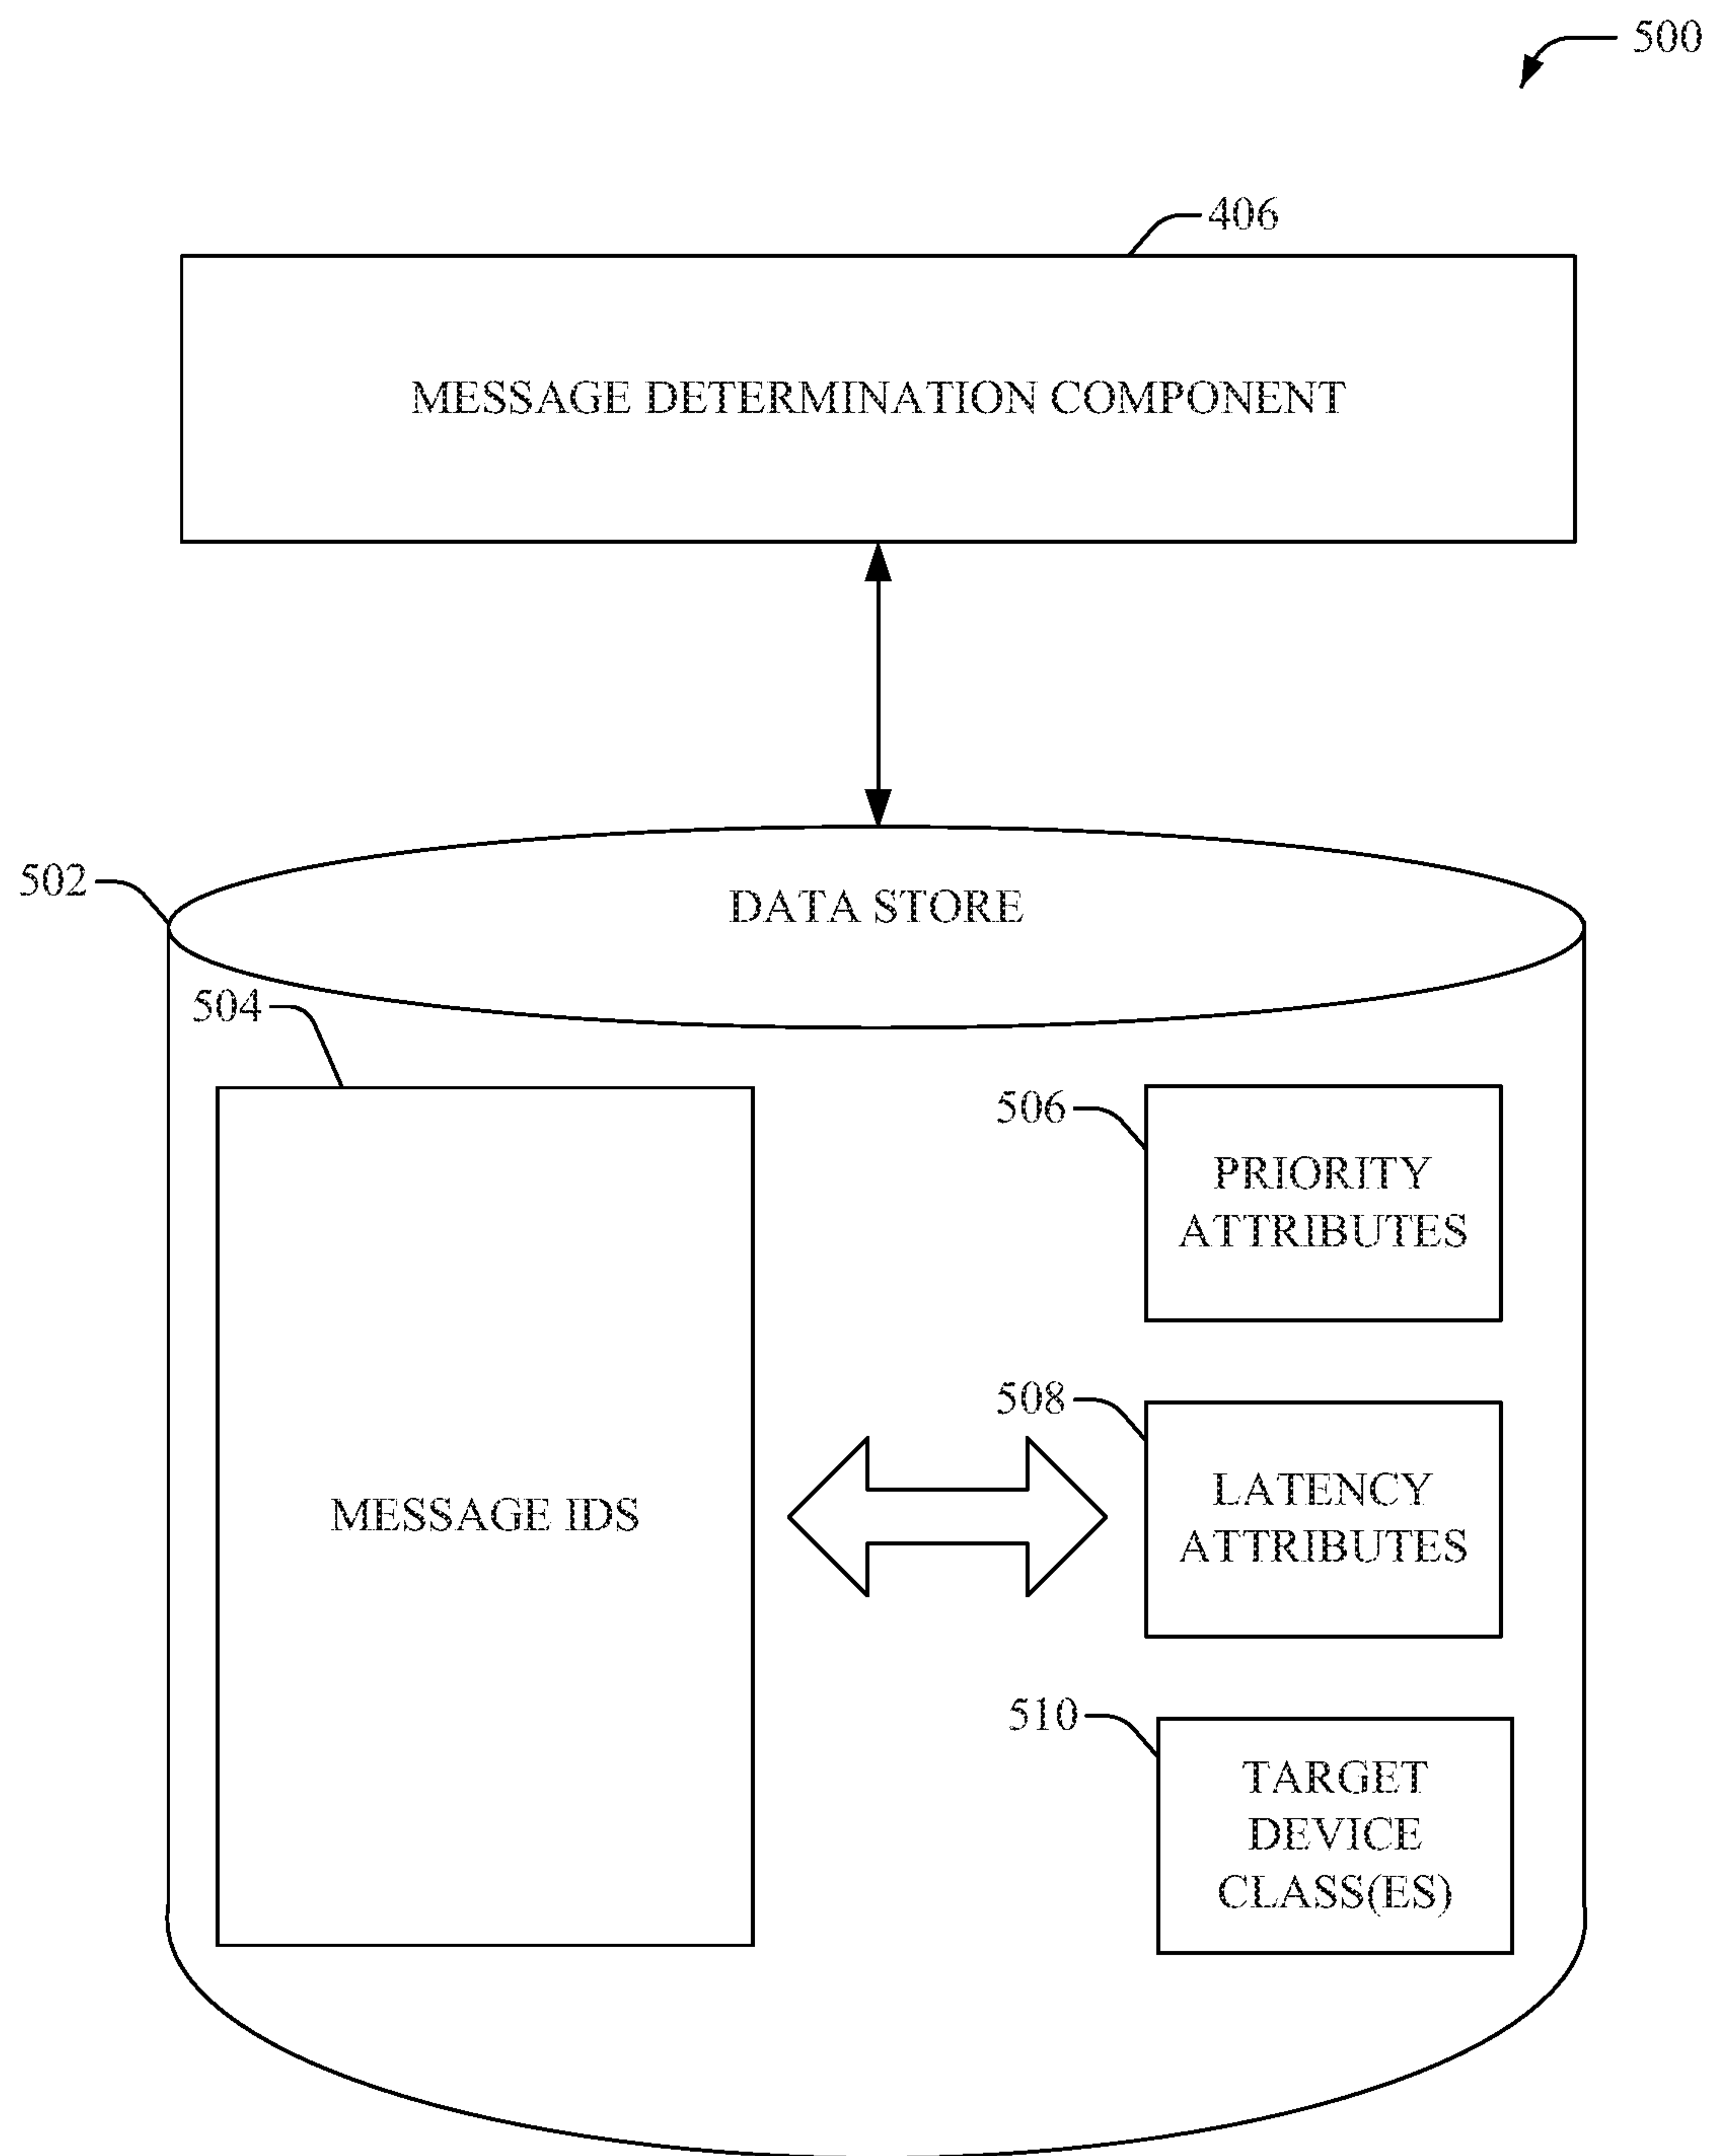 500
406
MESSAGE DETERMINATION COMPONENT
502
DATA STORE
504
506
PRIORITY
ATTRIBUTES
508
LATENCY
ATTRIBUTES
MESSAGE IDS
510
TARGET
DEVICE
CLASS(ES)